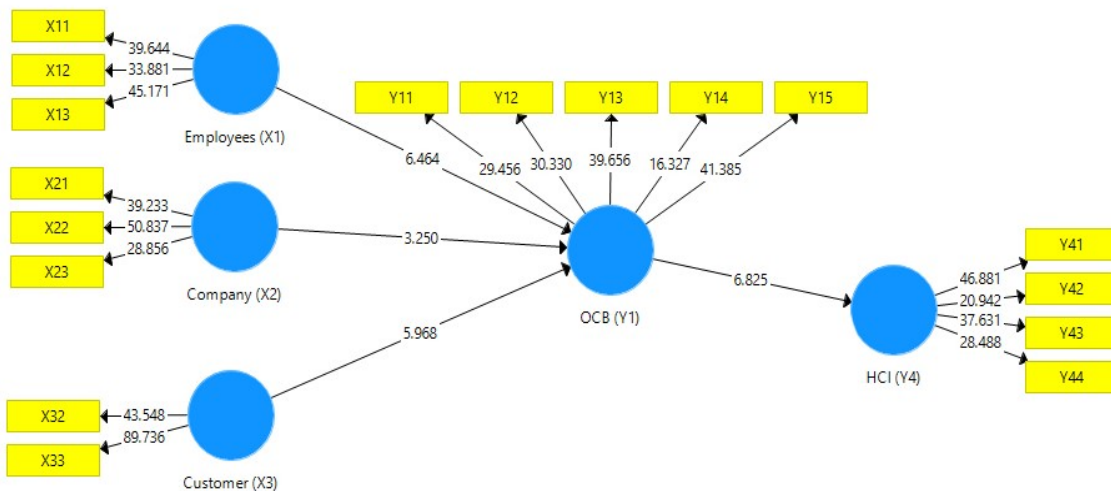 X11
39.644
X12
33.881
X13
45.171
Employees (X1)
6.464
X21
39.233
X22
50.837
X23
28.856
Company (X2)
3.250
X32
43.548
X33
89.736
Customer (X3)
5.968
Y11
Y12
Y13
Y14
Y15
29.456
30.330
39.656
16.327
41.385
OCB (Y1)
6.825
Y41
46.881
Y42
20.942
Y43
37.631
Y44
28.488
HCI (Y4)